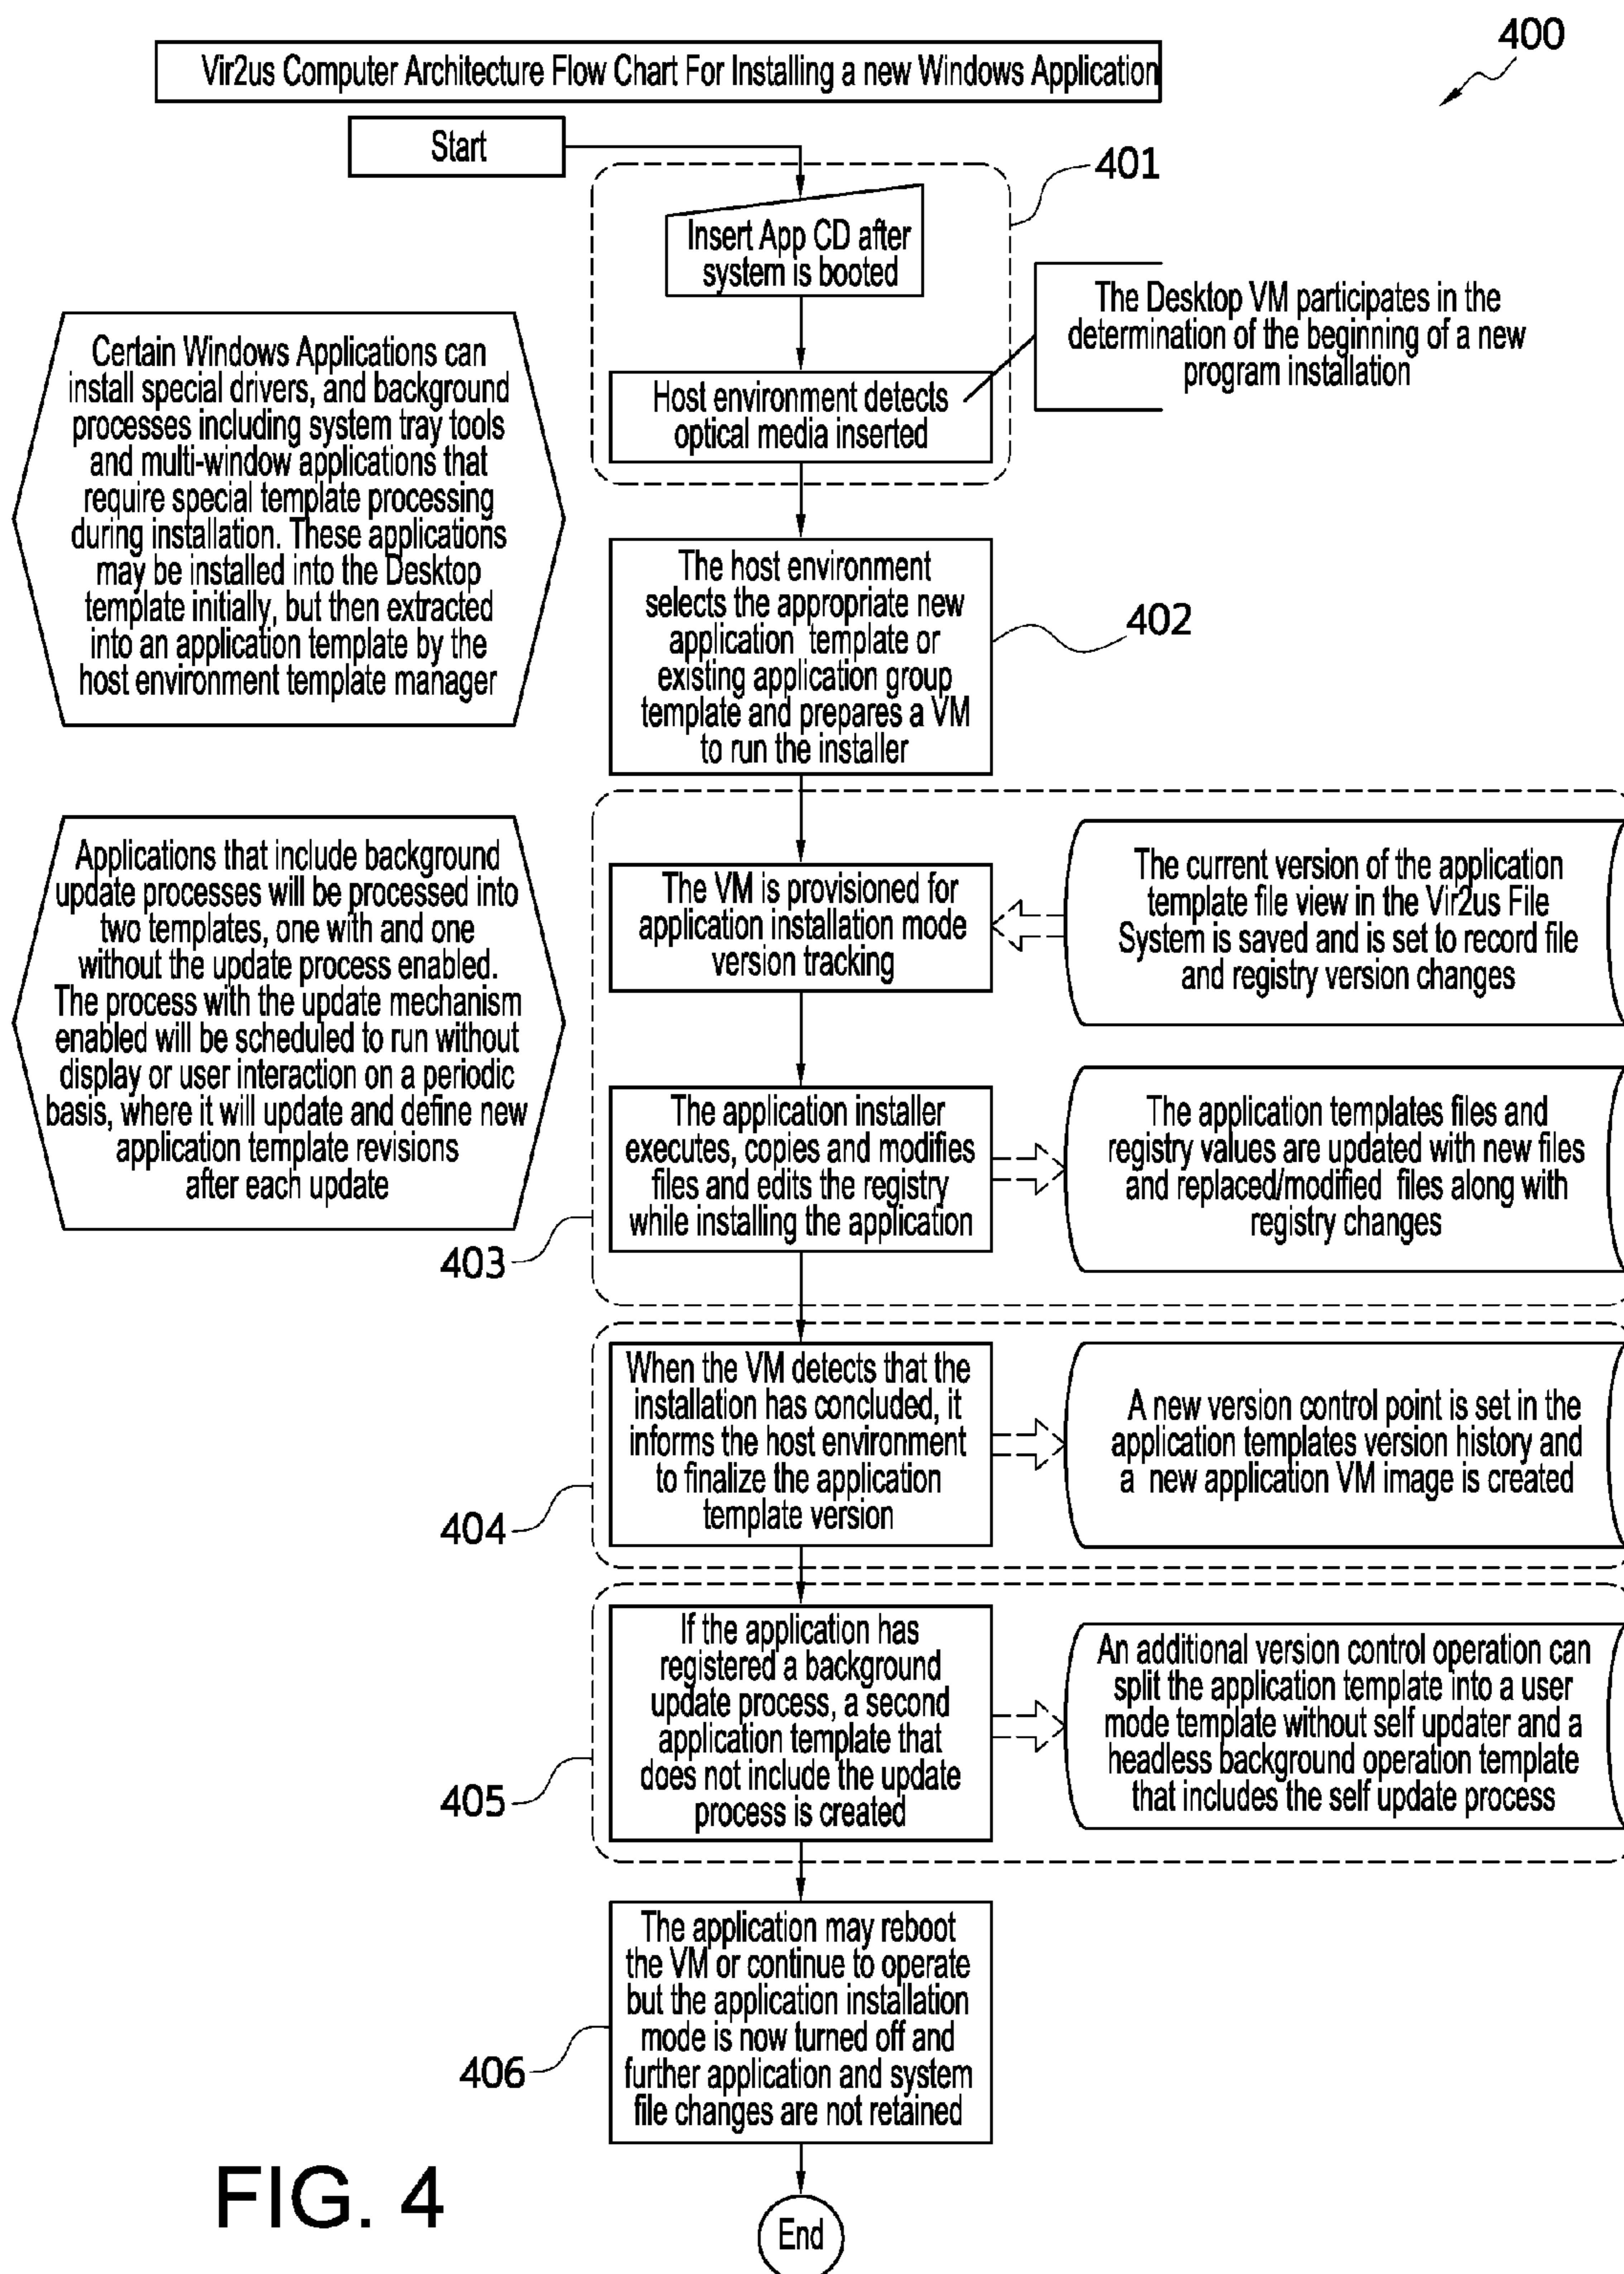 400
Vir2us Computer Architecture Flow Chart For Installing a new Windows Application
Start
401
Insert App CD after
system is booted
The Desktop VM participates in the
determination of the beginning of a new
program installation
Host environment detects
optical media inserted
Certain Windows Applications can
install special drivers, and background
processes including system tray tools
and multi-window applications that
require special template processing
during installation. These applications
may be installed into the Desktop
template initially, but then extracted
into an application template by the
host environment template manager
The host environment
selects the appropriate new
application template or
existing application group
template and prepares a VM
to run the installer
402
Applications that include background
update processes will be processed into
two templates, one with and one
without the update process enabled.
The process with the update mechanism
enabled will be scheduled to run without
display or user interaction on a periodic
basis, where it will update and define new
application template revisions
after each update
The VM is provisioned for
application installation mode
version tracking
The current version of the application
template file view in the Vir2us File
System is saved and is set to record file
and registry version changes
The application installer
executes, copies and modifies
files and edits the registry
while installing the application
The application templates files and
registry values are updated with new files
and replaced/modified files along with
registry changes
403
When the VM detects that the
installation has concluded, it
informs the host environment
to finalize the application
template version
A new version control point is set in the
application templates version history and
a new application VM image is created
404
If the application has
registered a background
update process, a second
application template that
does not include the update
process is created
An additional version control operation can
split the application template into a user
mode template without self updater and a
headless background operation template
that includes the self update process
405
The application may reboot
the VM or continue to operate
but the application installation
mode is now turned off and
further application and system
file changes are not retained
406
FIG. 4
End